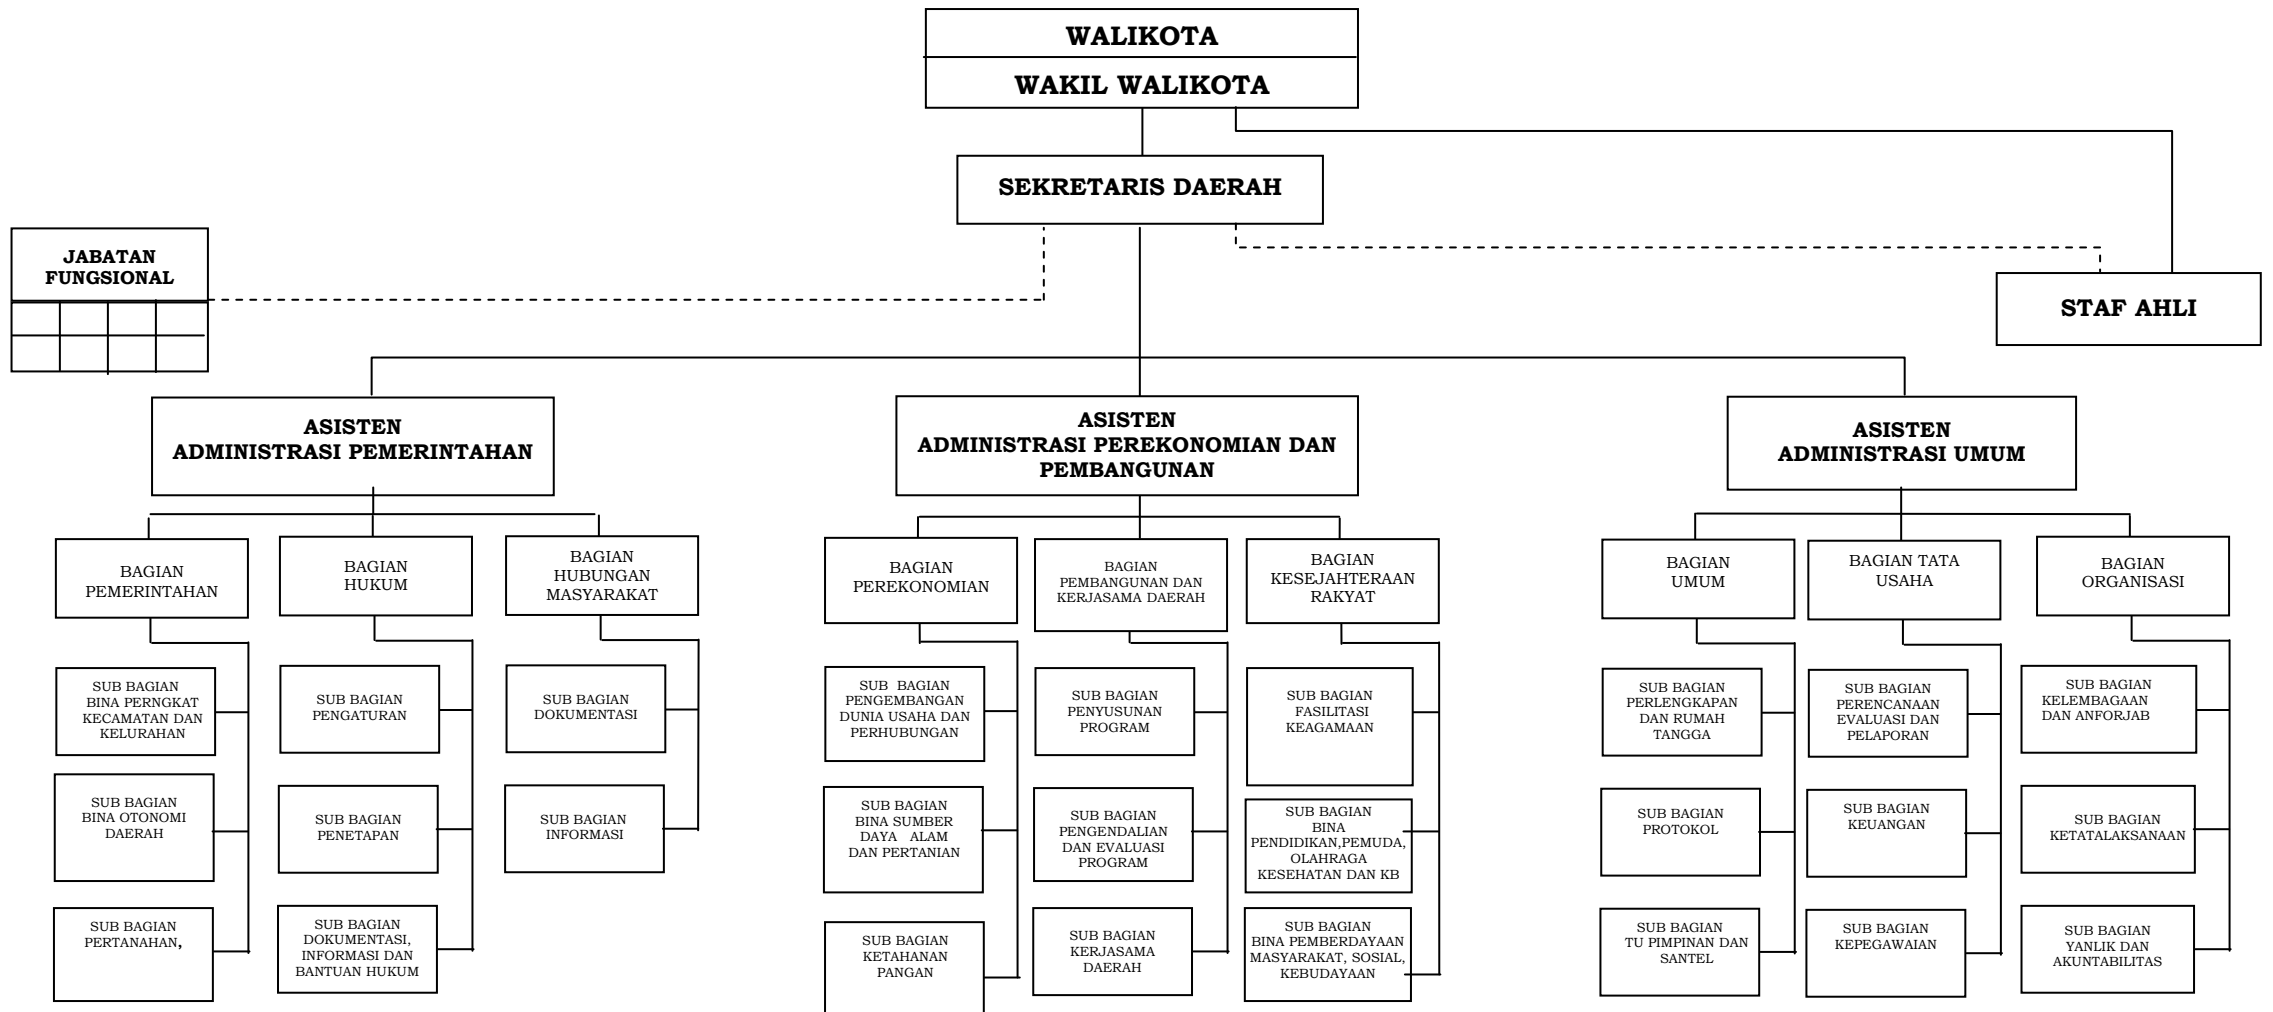 WALIKOTA
WAKIL WALIKOTA
SEKRETARIS DAERAH
JABATAN
FUNGSIONAL
STAF AHLI
ASISTEN
ADMINISTRASI PEMERINTAHAN
ASISTEN
ADMINISTRASI PEREKONOMIAN DAN
PEMBANGUNAN
ASISTEN
ADMINISTRASI UMUM
BAGIAN
PEMERINTAHAN
BAGIAN
HUKUM
BAGIAN
HUBUNGAN
MASYARAKAT
BAGIAN
PEREKONOMIAN
BAGIAN
PEMBANGUNAN DAN
KERJASAMA DAERAH
BAGIAN
KESEJAHTERAAN
RAKYAT
BAGIAN
UMUM
BAGIAN TATA
USAHA
BAGIAN
ORGANISASI
SUB BAGIAN
BINA PERNGKAT
KECAMATAN DAN
KELURAHAN
SUB BAGIAN
PENGATURAN
SUB BAGIAN
DOKUMENTASI
SUB BAGIAN
PENGEMBANGAN
DUNIA USAHA DAN
PERHUBUNGAN
SUB BAGIAN
PENYUSUNAN
PROGRAM
SUB BAGIAN
FASILITASI
KEAGAMAAN
SUB BAGIAN
PERLENGKAPAN
DAN RUMAH
TANGGA
SUB BAGIAN
PERENCANAAN
EVALUASI DAN
PELAPORAN
SUB BAGIAN
KELEMBAGAAN
DAN ANFORJAB
SUB BAGIAN
BINA OTONOMI
DAERAH
SUB BAGIAN
PENETAPAN
SUB BAGIAN
INFORMASI
SUB BAGIAN
BINA SUMBER
DAYA ALAM
DAN PERTANIAN
SUB BAGIAN
PENGENDALIAN
DAN EVALUASI
PROGRAM
SUB BAGIAN
BINA
PENDIDIKAN,PEMUDA,
OLAHRAGA
KESEHATAN DAN KB
SUB BAGIAN
PROTOKOL
SUB BAGIAN
KEUANGAN
SUB BAGIAN
KETATALAKSANAAN
SUB BAGIAN
PERTANAHAN,
SUB BAGIAN
DOKUMENTASI,
INFORMASI DAN
BANTUAN HUKUM
SUB BAGIAN
KETAHANAN
PANGAN
SUB BAGIAN
KERJASAMA
DAERAH
SUB BAGIAN
BINA PEMBERDAYAAN
MASYARAKAT, SOSIAL,
KEBUDAYAAN
SUB BAGIAN
TU PIMPINAN DAN
SANTEL
SUB BAGIAN
KEPEGAWAIAN
SUB BAGIAN
YANLIK DAN
AKUNTABILITAS